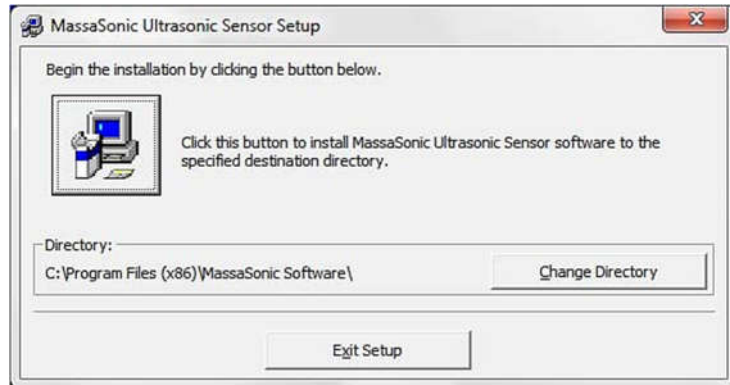 MassaSonic Ultrasonic Sensor Setup
Begin the installation by clicking the button below.
Click this button to install MassaSonic Ultrasonic Sensor software to the
specified destination directory.
Directory:
C:\Program Files (x86)\MassaSonic Software\
Change Directory
Exit Setup